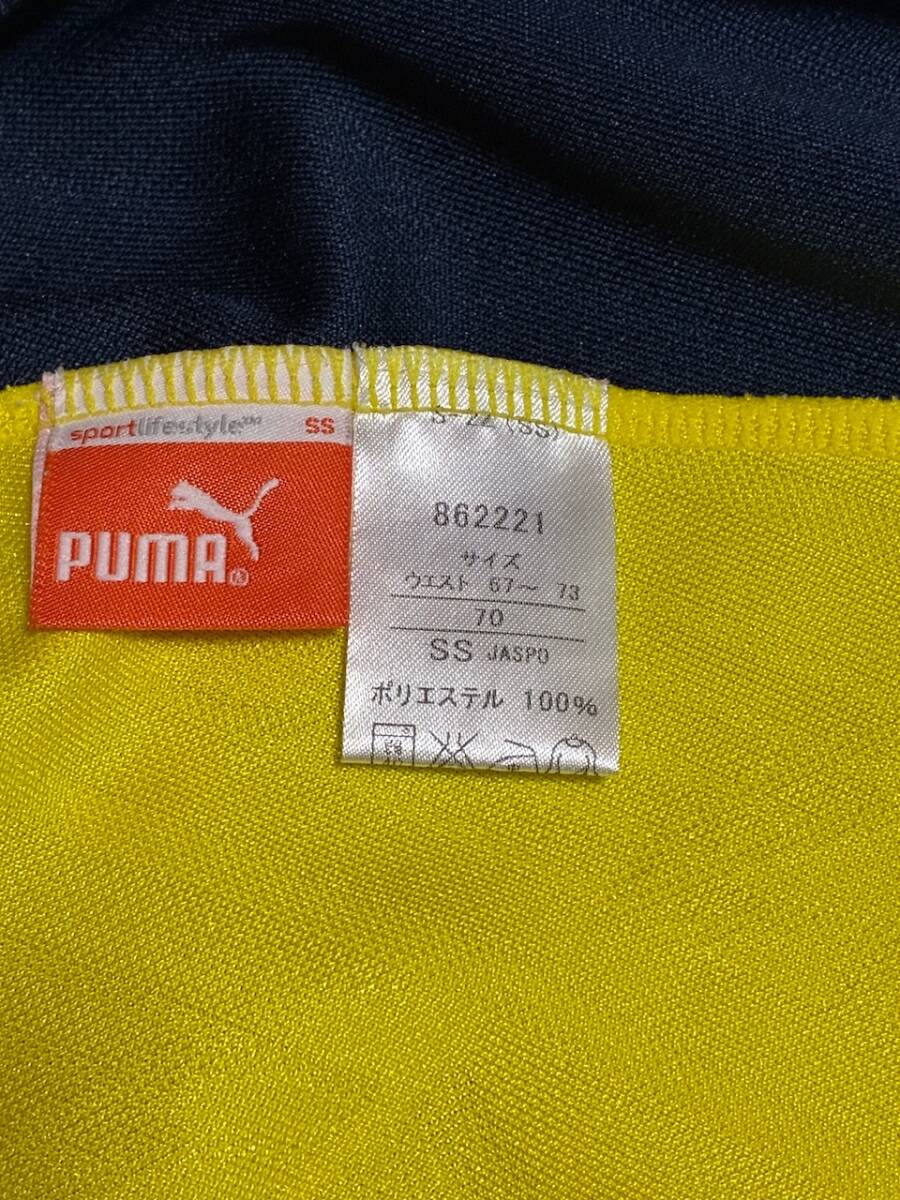 sportlifestyle™ SS
PUMA®
862221
サイズ
ウエスト 67～ 73
70
SS JASPO
ポリエステル 100%